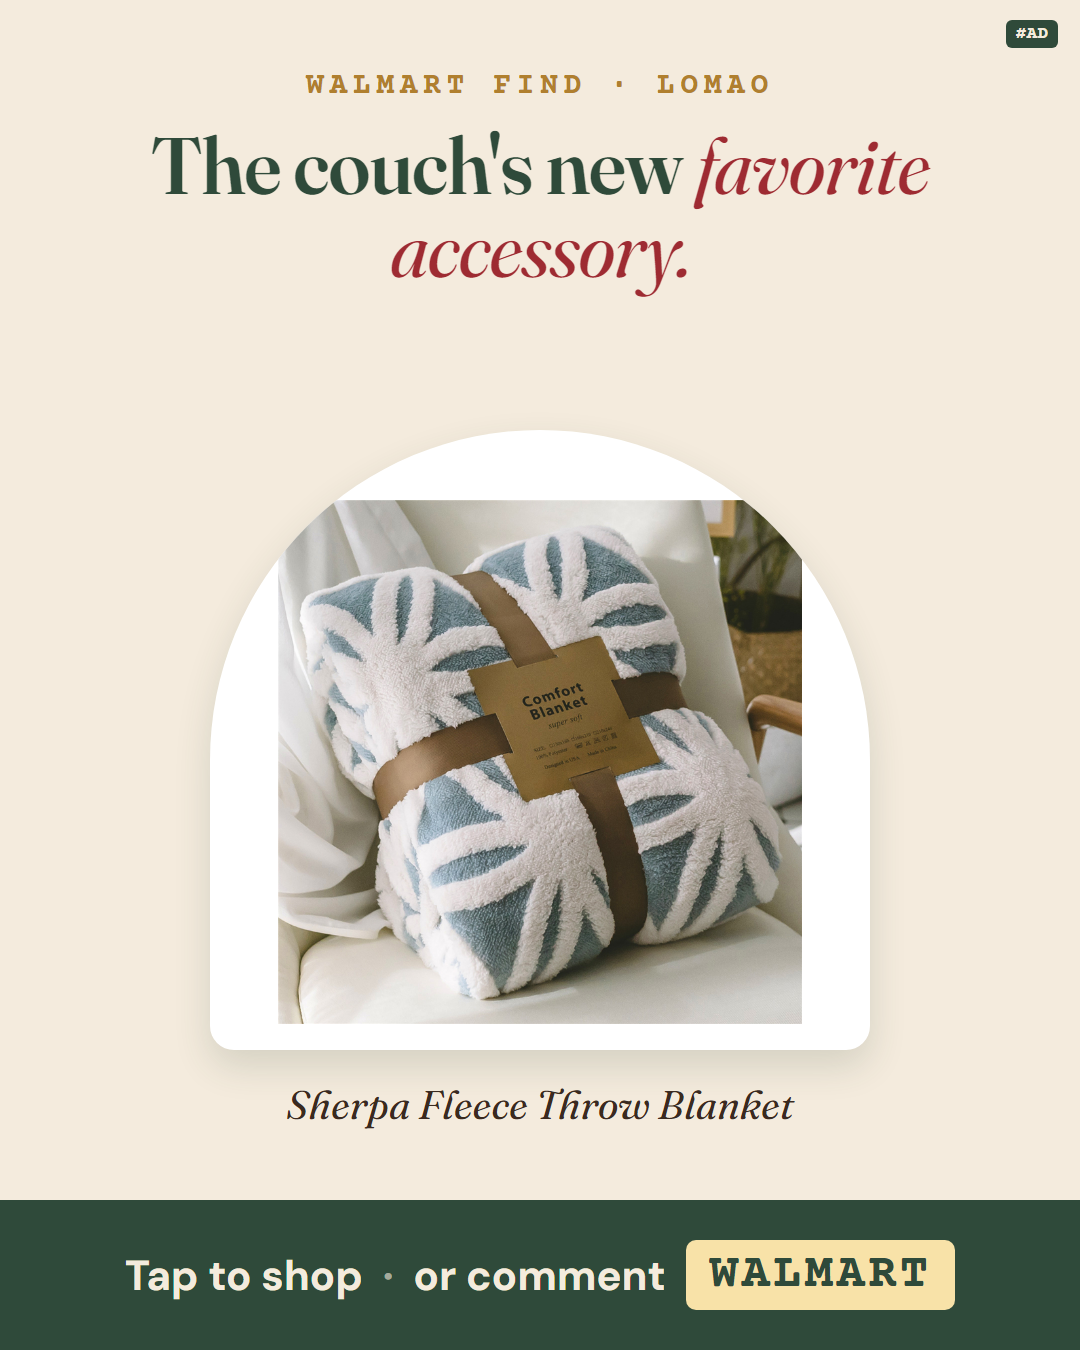 #AD
WALMART FIND · LOMAO
The couch's new favorite
accessory.
Comfort
Blanket
super soft
Sherpa Fleece Throw Blanket
Tap to shop · or comment WALMART